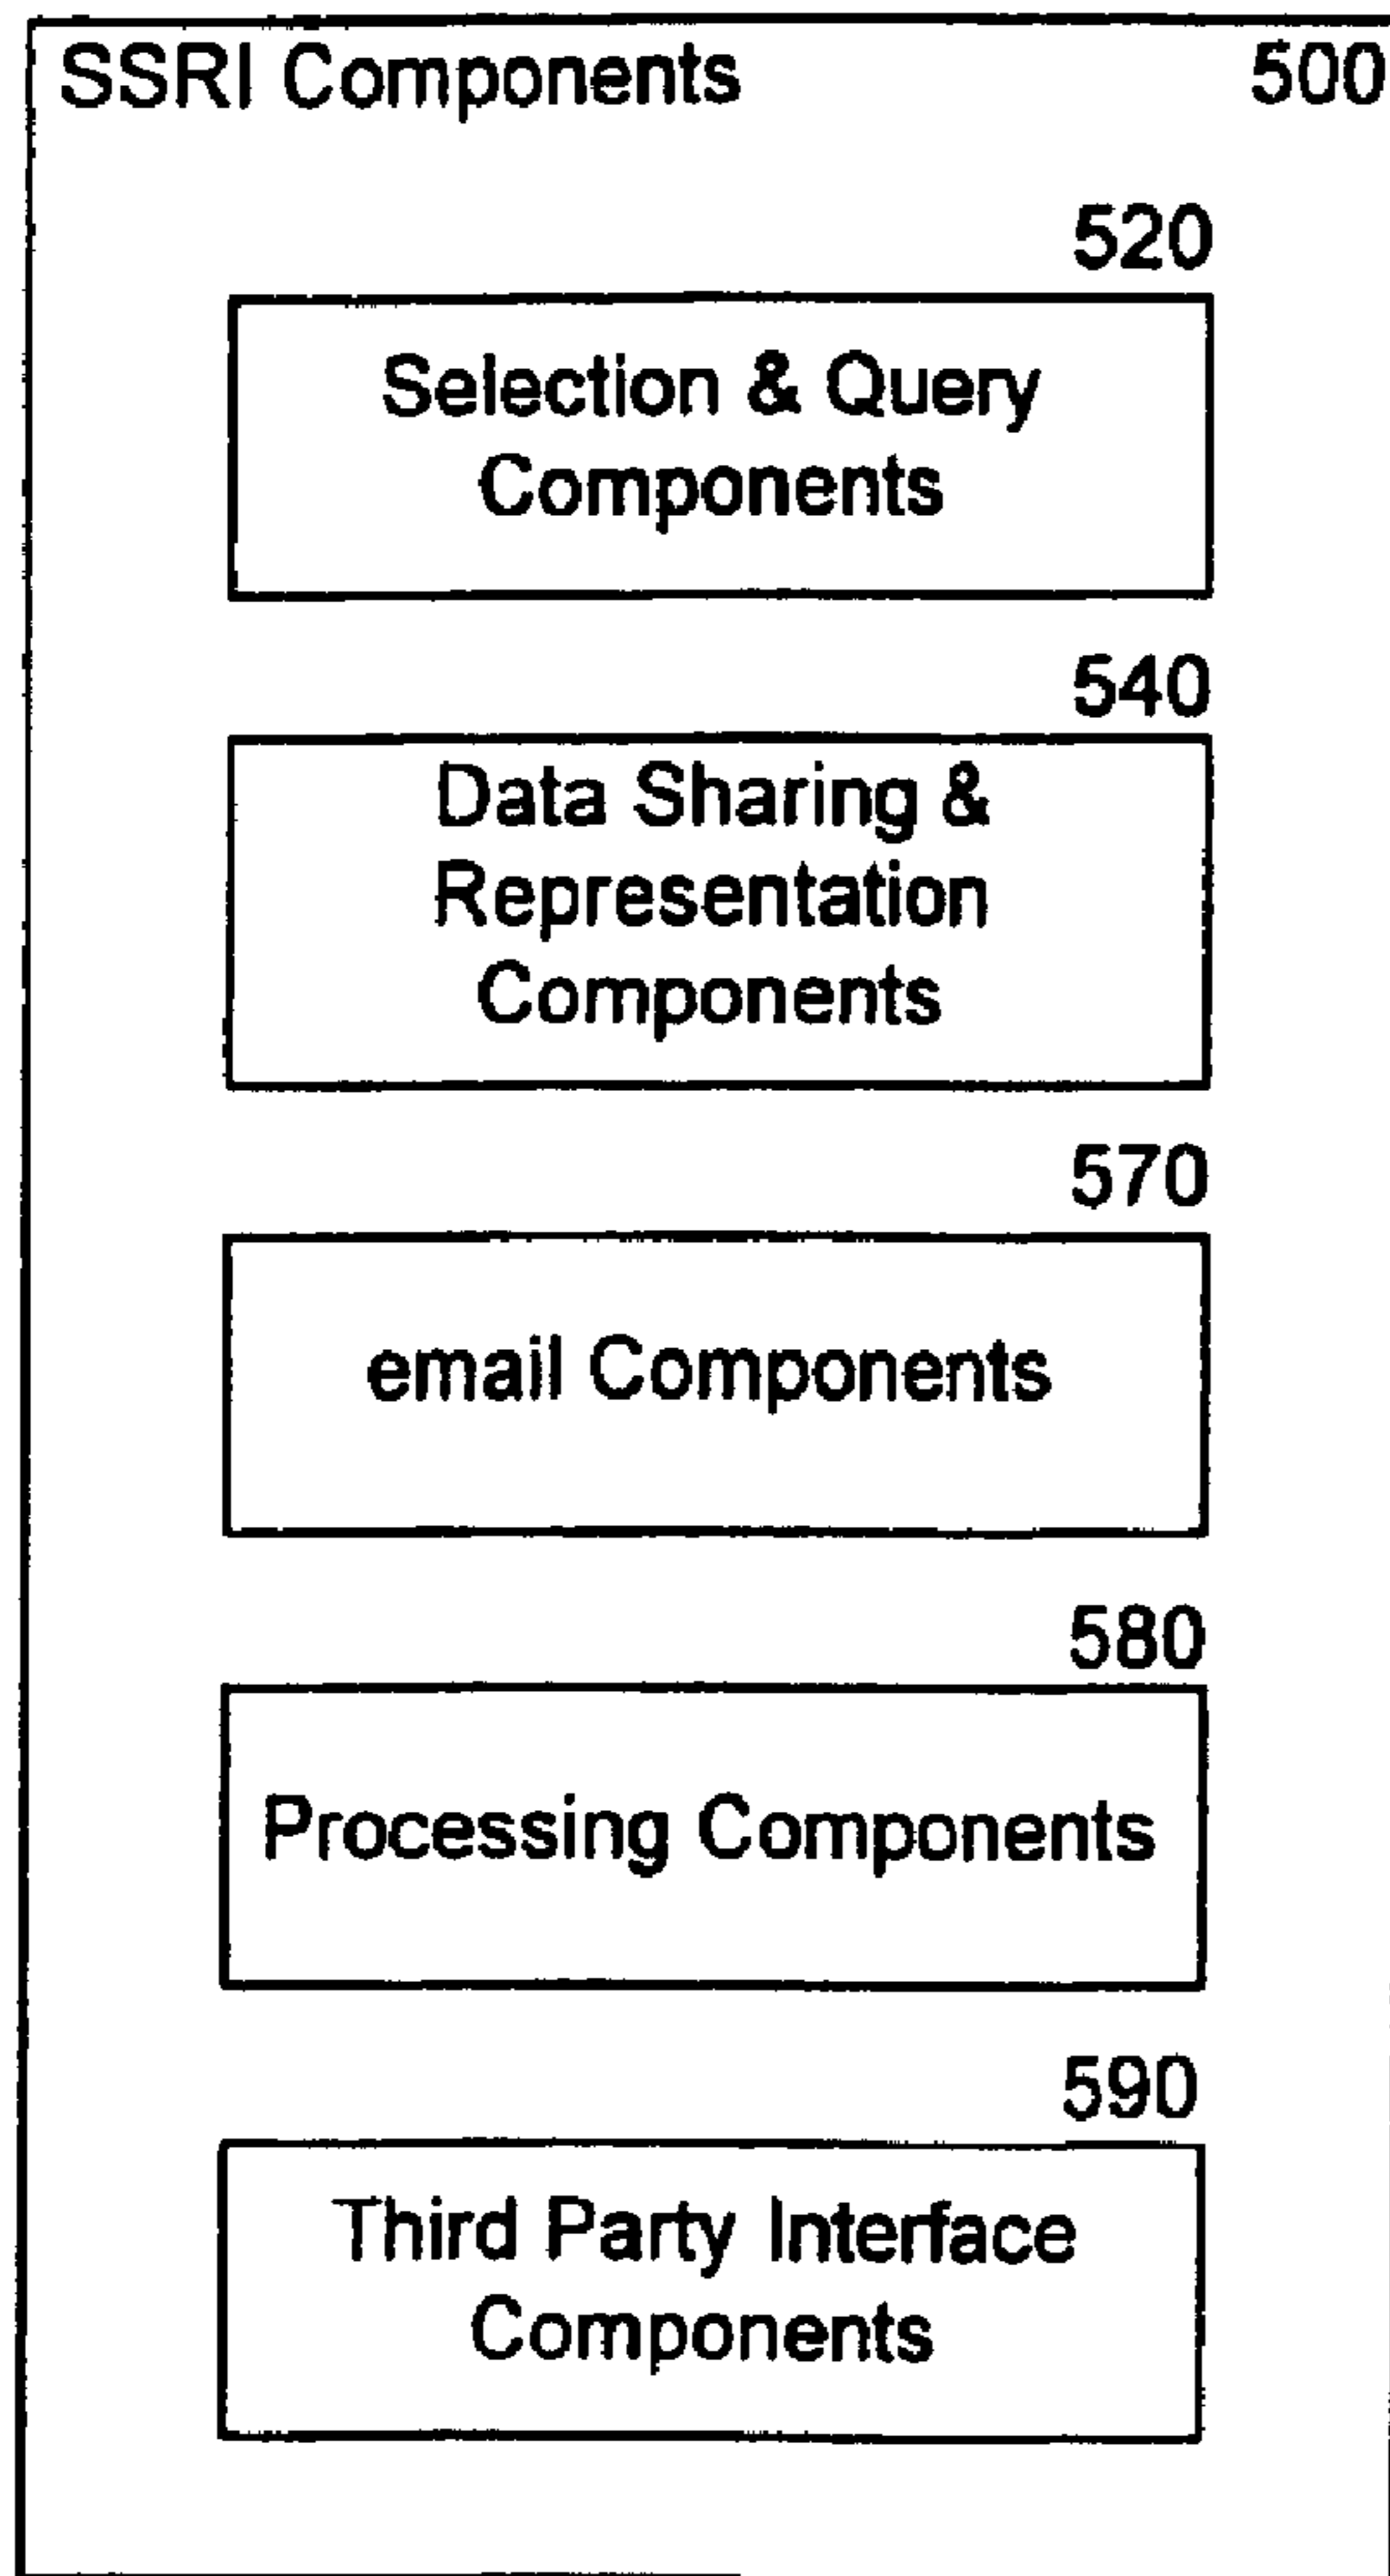 SSRI Components 500
520
Selection & Query
Components
540
Data Sharing &
Representation
Components
570
email Components
580
Processing Components
590
Third Party Interface
Components